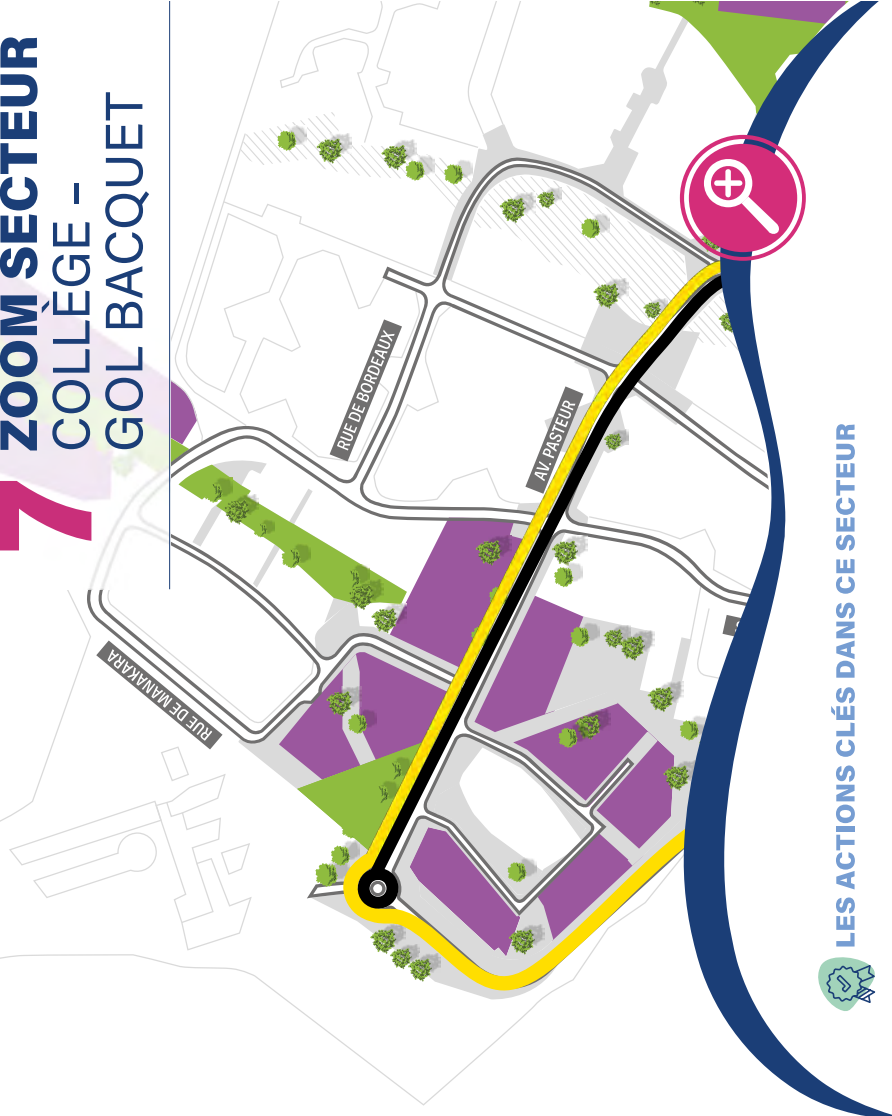 7
ZOOM SECTEUR
COLLÈGE –
GOL BACQUET
RUE DE BORDEAUX
AV. PASTEUR
RUE DE MANAKARA
LES ACTIONS CLÉS DANS CE SECTEUR